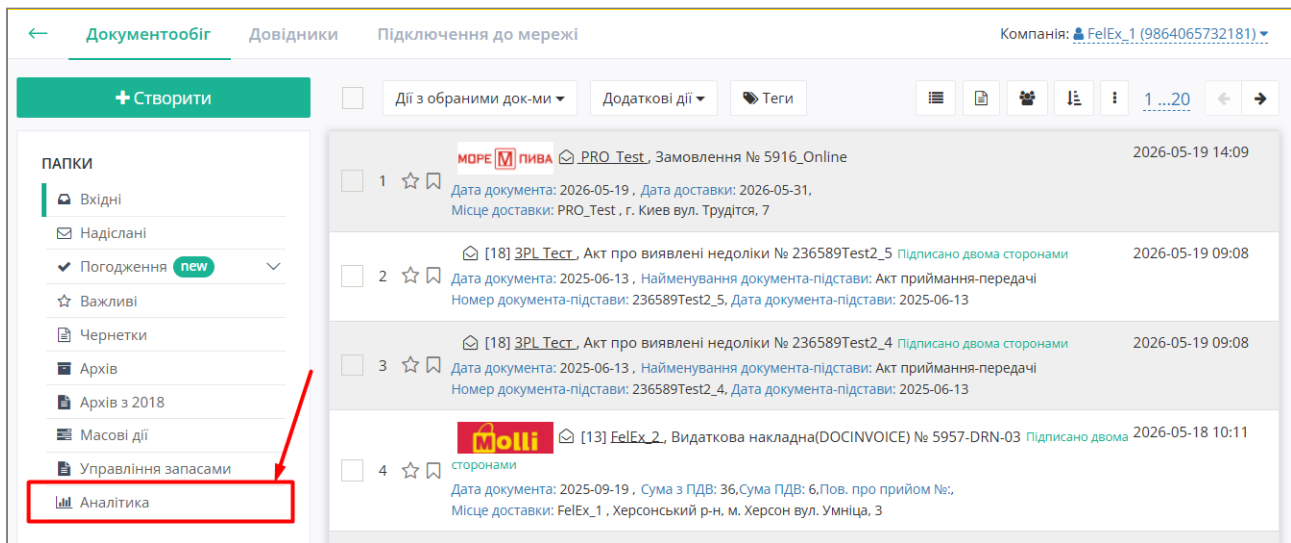 ← Документообіг Довідники Підключення до мережі Компанія: FelEx_1 (9864065732181)
+ Створити Дії з обраними док-ми Додаткові дії Теги 1 ...20 ← →
ПАПКИ
Вхідні
Надіслані
Погодження new
Важливі
Чернетки
Архів
Архів з 2018
Масові дії
Управління запасами
Аналітика
1 МОРЕ М ПИВА PRO_Test , Замовлення № 5916_Online 2026-05-19 14:09
Дата документа: 2026-05-19 , Дата доставки: 2026-05-31,
Місце доставки: PRO_Test , г. Киев вул. Трудітся, 7
2 [18] 3PL Тест , Акт про виявлені недоліки № 236589Test2_5 Підписано двома сторонами 2026-05-19 09:08
Дата документа: 2025-06-13 , Найменування документа-підстави: Акт приймання-передачі
Номер документа-підстави: 236589Test2_5, Дата документа-підстави: 2025-06-13
3 [18] 3PL Тест , Акт про виявлені недоліки № 236589Test2_4 Підписано двома сторонами 2026-05-19 09:08
Дата документа: 2025-06-13 , Найменування документа-підстави: Акт приймання-передачі
Номер документа-підстави: 236589Test2_4, Дата документа-підстави: 2025-06-13
4 Molli [13] FelEx_2 , Видаткова накладна(DOCINVOICE) № 5957-DRN-03 Підписано двома 2026-05-18 10:11
сторонами
Дата документа: 2025-09-19 , Сума з ПДВ: 36,Сума ПДВ: 6,Пов. про прийом №:,
Місце доставки: FelEx_1 , Херсонський р-н, м. Херсон вул. Умніца, 3